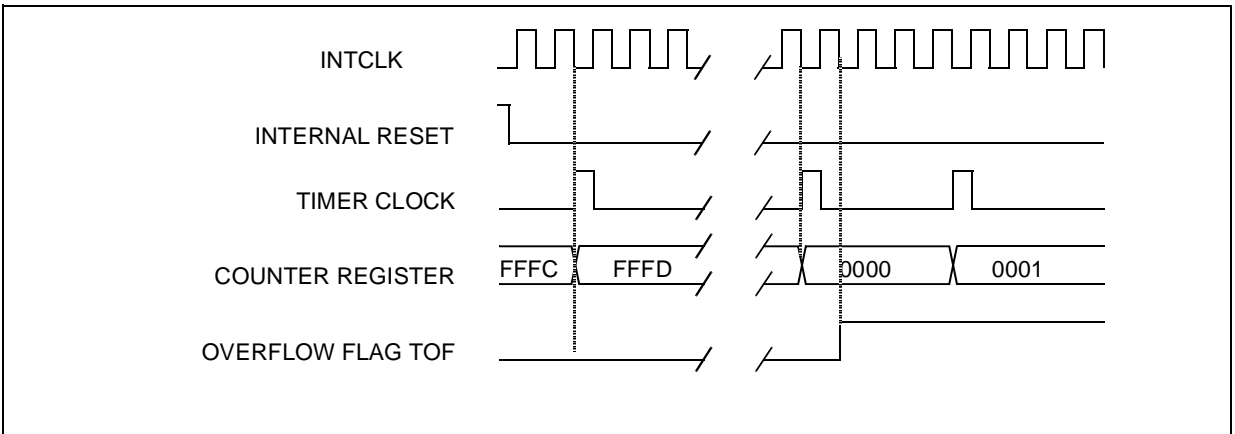 INTCLK
INTERNAL RESET
TIMER CLOCK
COUNTER REGISTER FFFC FFFD 0000 0001
OVERFLOW FLAG TOF